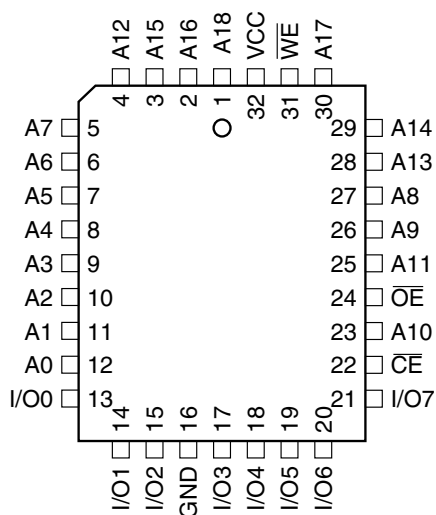 A12 A15 A16 A18 VCC W̅E̅ A17
4 3 2 1 32 31 30
A7 5 29 A14
A6 6 28 A13
A5 7 27 A8
A4 8 26 A9
A3 9 25 A11
A2 10 24 O̅E̅
A1 11 23 A10
A0 12 22 C̅E̅
I/O0 13 21 I/O7
14 15 16 17 18 19 20
I/O1 I/O2 GND I/O3 I/O4 I/O5 I/O6